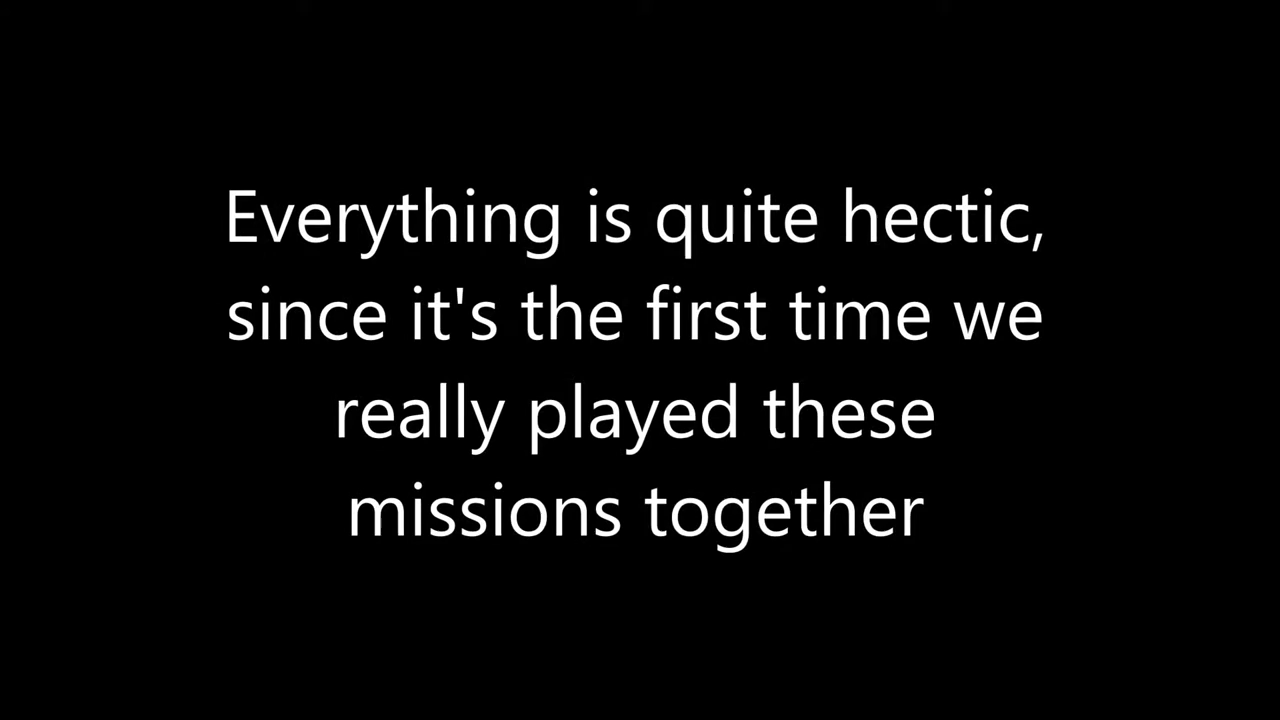 Everything is quite hectic,
since it's the first time we
really played these
missions together